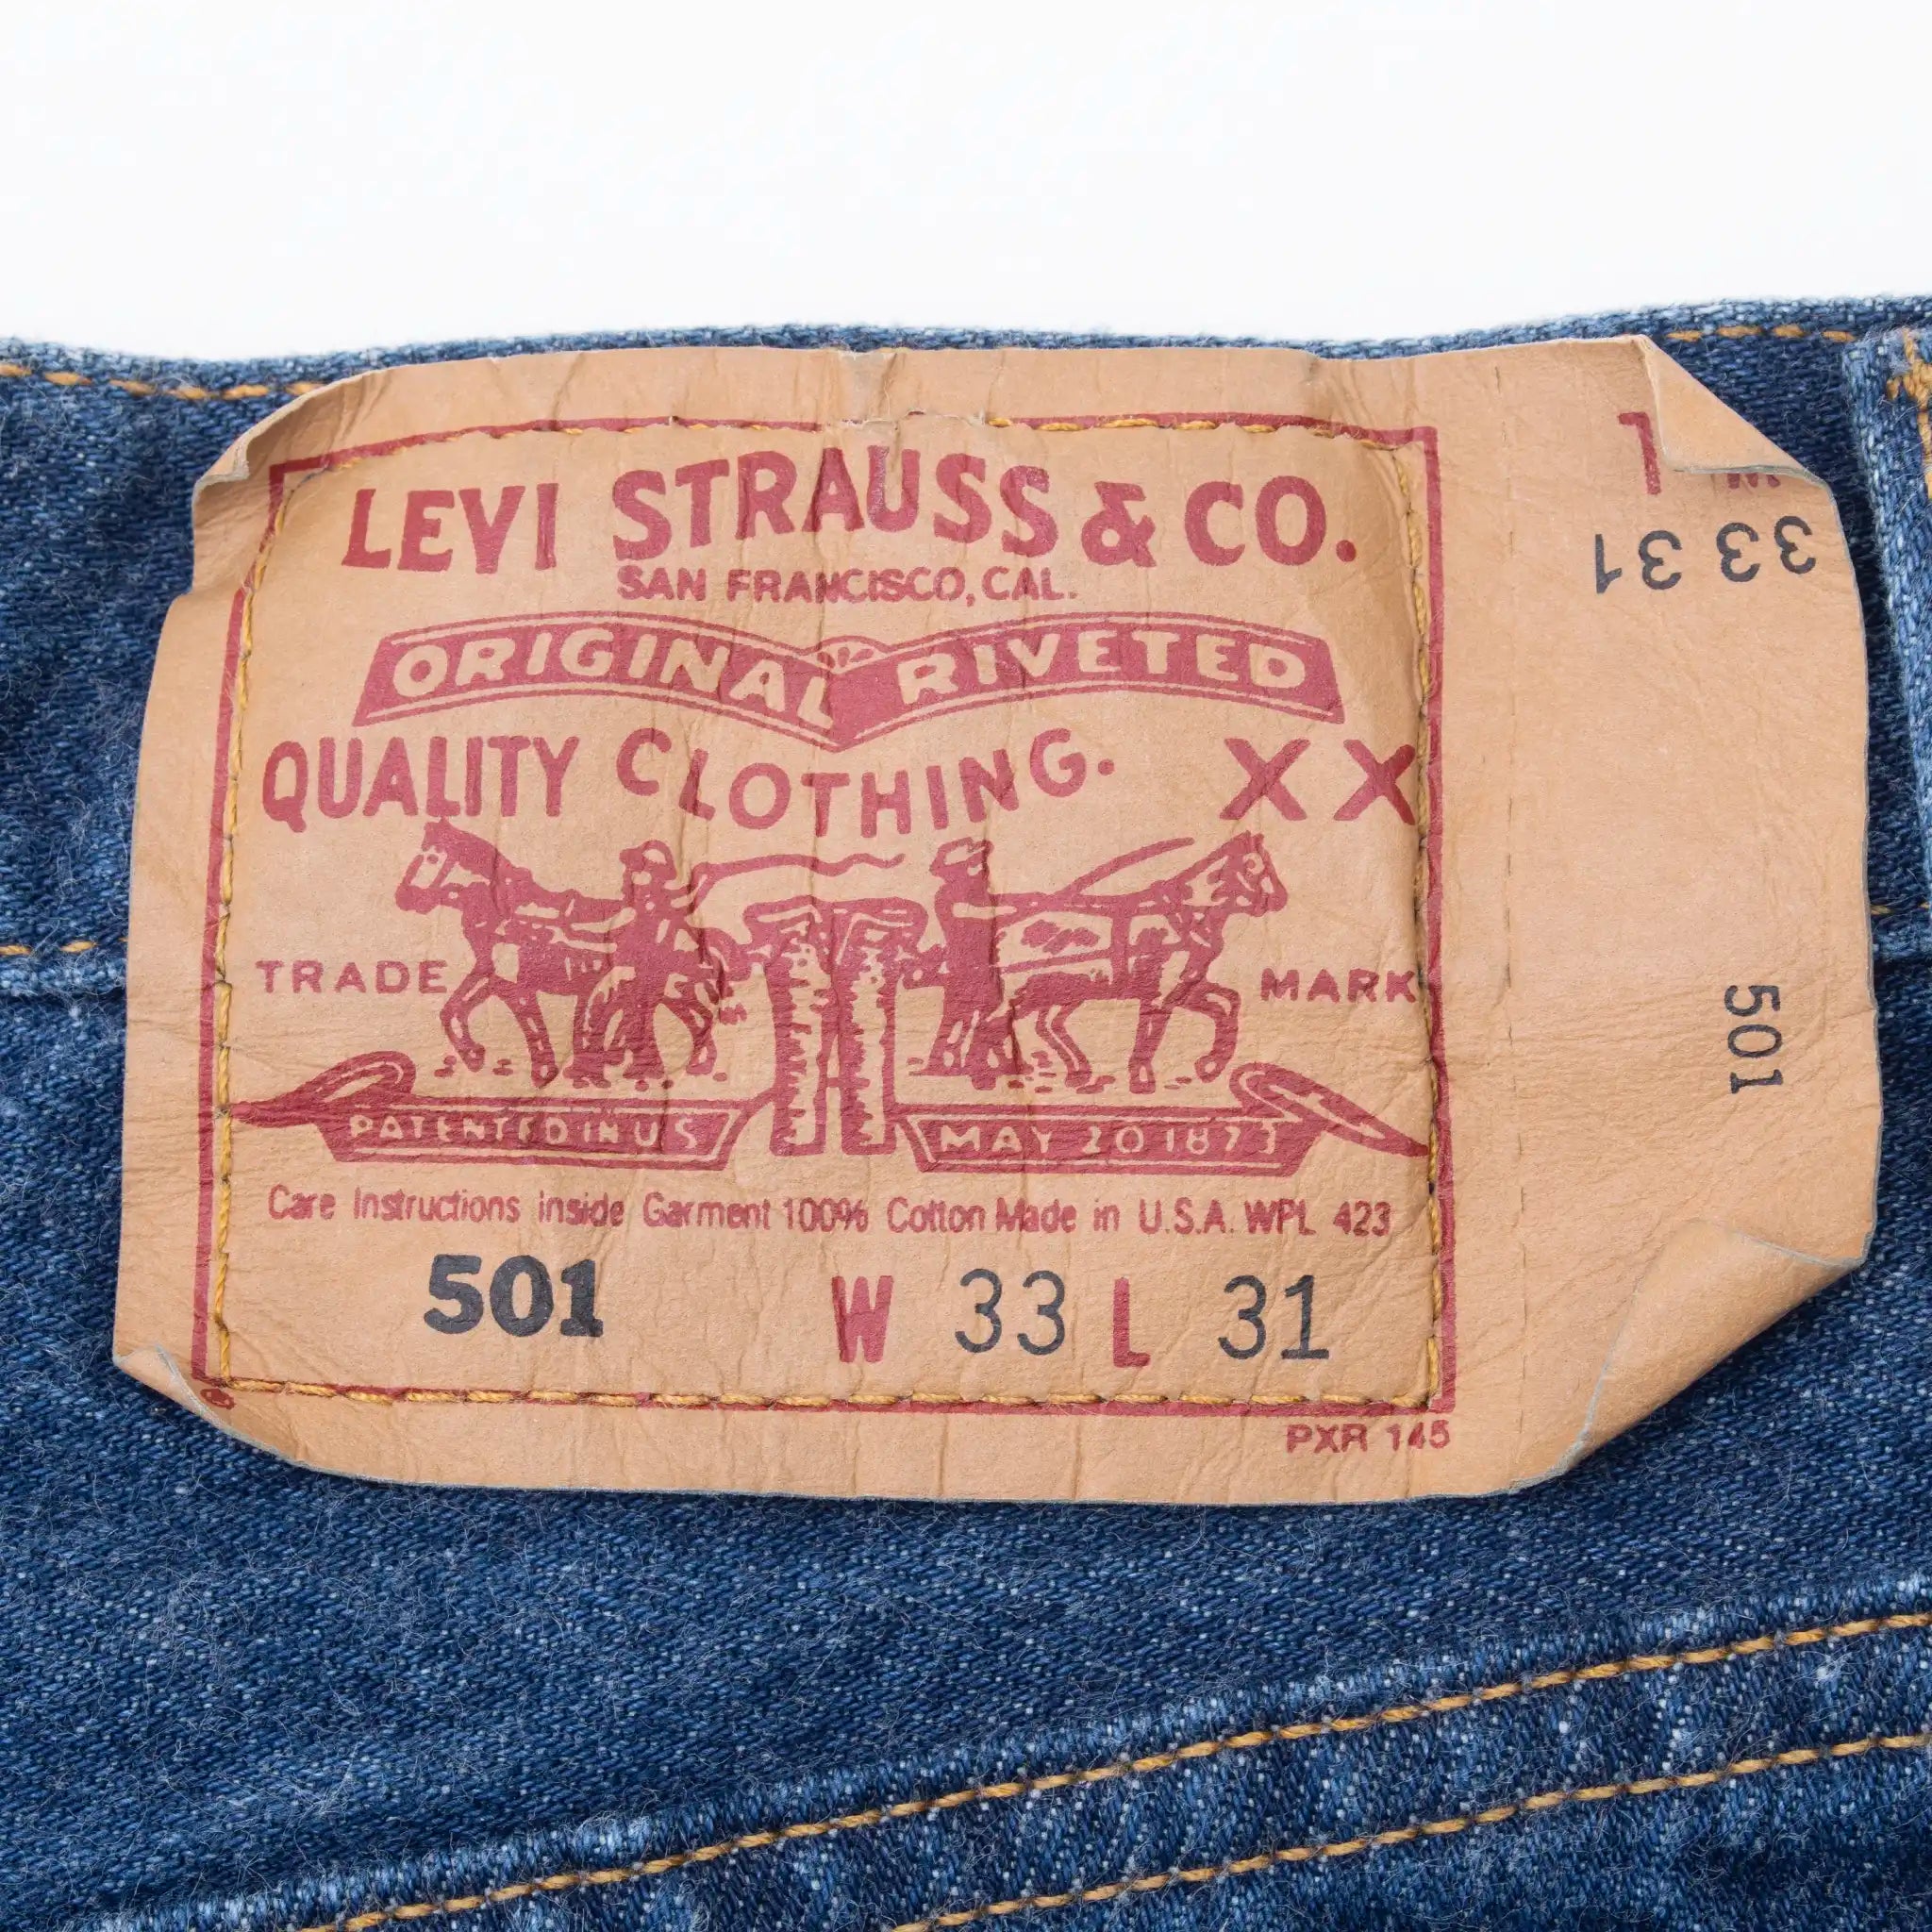 LEVI STRAUSS & CO.
SAN FRANCISCO, CAL.
ORIGINAL RIVETED
QUALITY CLOTHING. XX
TRADE MARK
PATENTED IN U S MAY 20 1873
Care Instructions Inside Garment 100% Cotton Made in U.S.A. WPL 423
501 W 33 L 31
PXR 145
W L
33 31
501